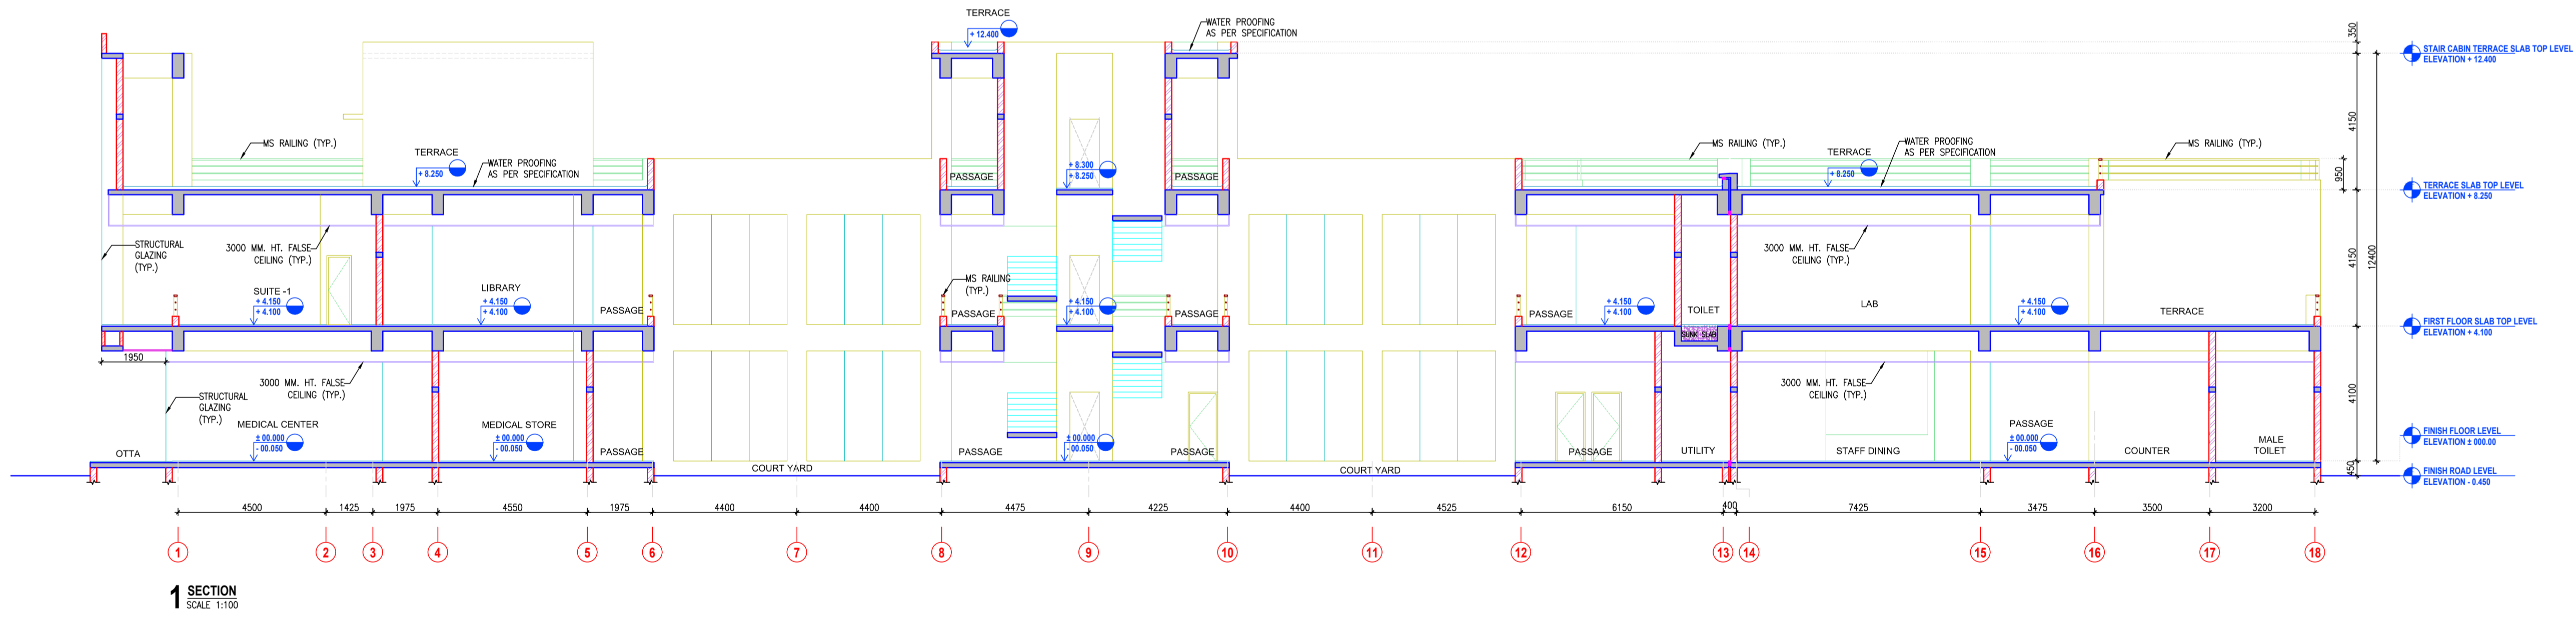 TERRACE
+ 12.400
WATER PROOFING
AS PER SPECIFICATION
350
STAIR CABIN TERRACE SLAB TOP LEVEL
ELEVATION + 12.400
MS RAILING (TYP.)
TERRACE
+ 8.250
WATER PROOFING
AS PER SPECIFICATION
PASSAGE
+ 8.300
+ 8.250
PASSAGE
MS RAILING (TYP.)
TERRACE
+ 8.250
WATER PROOFING
AS PER SPECIFICATION
MS RAILING (TYP.)
4150
950
TERRACE SLAB TOP LEVEL
ELEVATION + 8.250
STRUCTURAL
GLAZING
(TYP.)
3000 MM. HT. FALSE
CEILING (TYP.)
3000 MM. HT. FALSE
CEILING (TYP.)
4150
12400
SUITE -1
+ 4.150
+ 4.100
LIBRARY
+ 4.150
+ 4.100
PASSAGE
MS RAILING
(TYP.)
PASSAGE
+ 4.150
+ 4.100
PASSAGE
PASSAGE
+ 4.150
+ 4.100
TOILET
SUNK SLAB
LAB
+ 4.150
+ 4.100
TERRACE
FIRST FLOOR SLAB TOP LEVEL
ELEVATION + 4.100
1950
3000 MM. HT. FALSE
CEILING (TYP.)
3000 MM. HT. FALSE
CEILING (TYP.)
4100
STRUCTURAL
GLAZING
(TYP.)
OTTA
MEDICAL CENTER
± 00.000
- 00.050
MEDICAL STORE
± 00.000
- 00.050
PASSAGE
COURT YARD
PASSAGE
± 00.000
- 00.050
PASSAGE
COURT YARD
PASSAGE
UTILITY
STAFF DINING
PASSAGE
± 00.000
- 00.050
COUNTER
MALE
TOILET
FINISH FLOOR LEVEL
ELEVATION ± 000.00
450
FINISH ROAD LEVEL
ELEVATION - 0.450
4500 1425 1975 4550 1975 4400 4400 4475 4225 4400 4525 6150 400 7425 3475 3500 3200
1 2 3 4 5 6 7 8 9 10 11 12 13 14 15 16 17 18
1 SECTION
SCALE 1:100